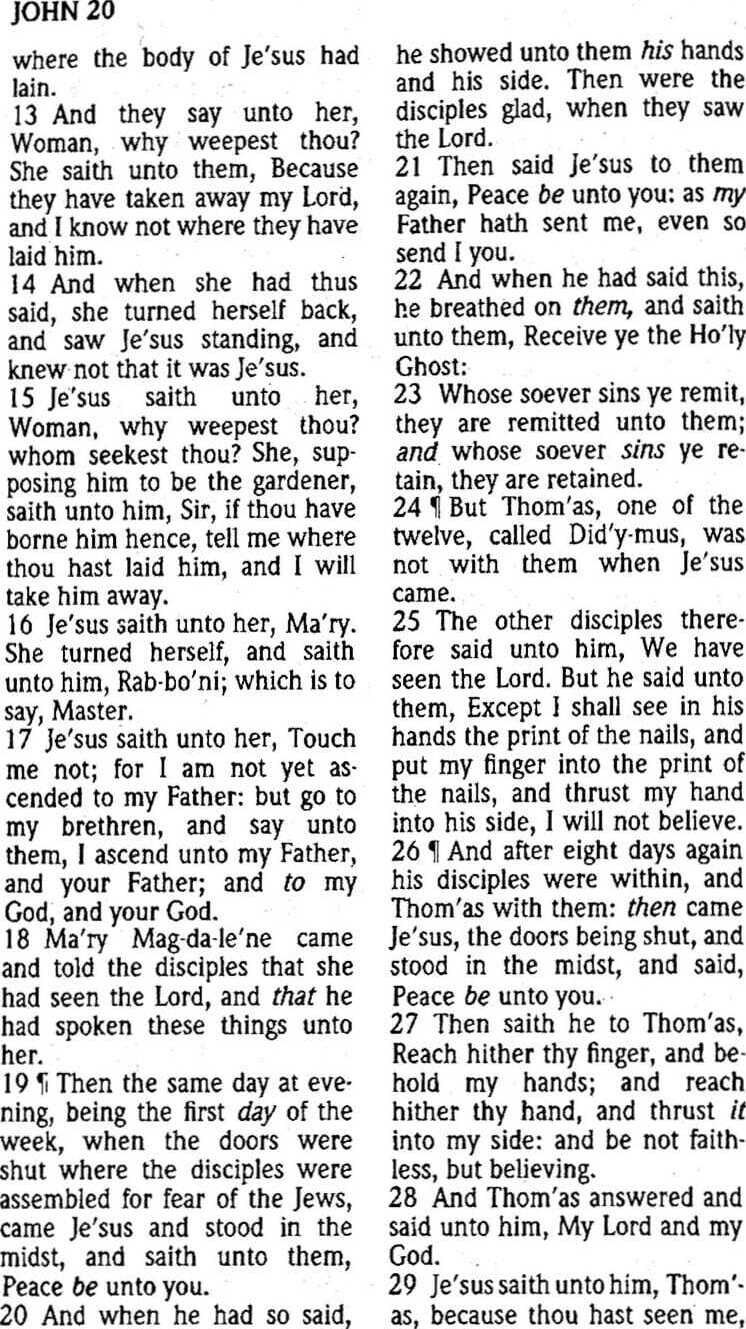 JOHN 20
where the body of Je'sus had
lain.
13 And they say unto her,
Woman, why weepest thou?
She saith unto them, Because
they have taken away my Lord,
and I know not where they have
laid him.
14 And when she had thus
said, she turned herself back,
and saw Je'sus standing, and
knew not that it was Je'sus.
15 Je'sus saith unto her,
Woman, why weepest thou?
whom seekest thou? She, sup-
posing him to be the gardener,
saith unto him, Sir, if thou have
borne him hence, tell me where
thou hast laid him, and I will
take him away.
16 Je'sus saith unto her, Ma'ry.
She turned herself, and saith
unto him, Rab-bo'ni; which is to
say, Master.
17 Je'sus saith unto her, Touch
me not; for I am not yet as-
cended to my Father: but go to
my brethren, and say unto
them, I ascend unto my Father,
and your Father; and to my
God, and your God.
18 Ma'ry Mag-da-le'ne came
and told the disciples that she
had seen the Lord, and that he
had spoken these things unto
her.
19 ¶ Then the same day at eve-
ning, being the first day of the
week, when the doors were
shut where the disciples were
assembled for fear of the Jews,
came Je'sus and stood in the
midst, and saith unto them,
Peace be unto you.
20 And when he had so said,
he showed unto them his hands
and his side. Then were the
disciples glad, when they saw
the Lord.
21 Then said Je'sus to them
again, Peace be unto you: as my
Father hath sent me, even so
send I you.
22 And when he had said this,
he breathed on them, and saith
unto them, Receive ye the Ho'ly
Ghost:
23 Whose soever sins ye remit,
they are remitted unto them;
and whose soever sins ye re-
tain, they are retained.
24 ¶ But Thom'as, one of the
twelve, called Did'y-mus, was
not with them when Je'sus
came.
25 The other disciples there-
fore said unto him, We have
seen the Lord. But he said unto
them, Except I shall see in his
hands the print of the nails, and
put my finger into the print of
the nails, and thrust my hand
into his side, I will not believe.
26 ¶ And after eight days again
his disciples were within, and
Thom'as with them: then came
Je'sus, the doors being shut, and
stood in the midst, and said,
Peace be unto you.
27 Then saith he to Thom'as,
Reach hither thy finger, and be-
hold my hands; and reach
hither thy hand, and thrust it
into my side: and be not faith-
less, but believing.
28 And Thom'as answered and
said unto him, My Lord and my
God.
29 Je'sus saith unto him, Thom'-
as, because thou hast seen me,